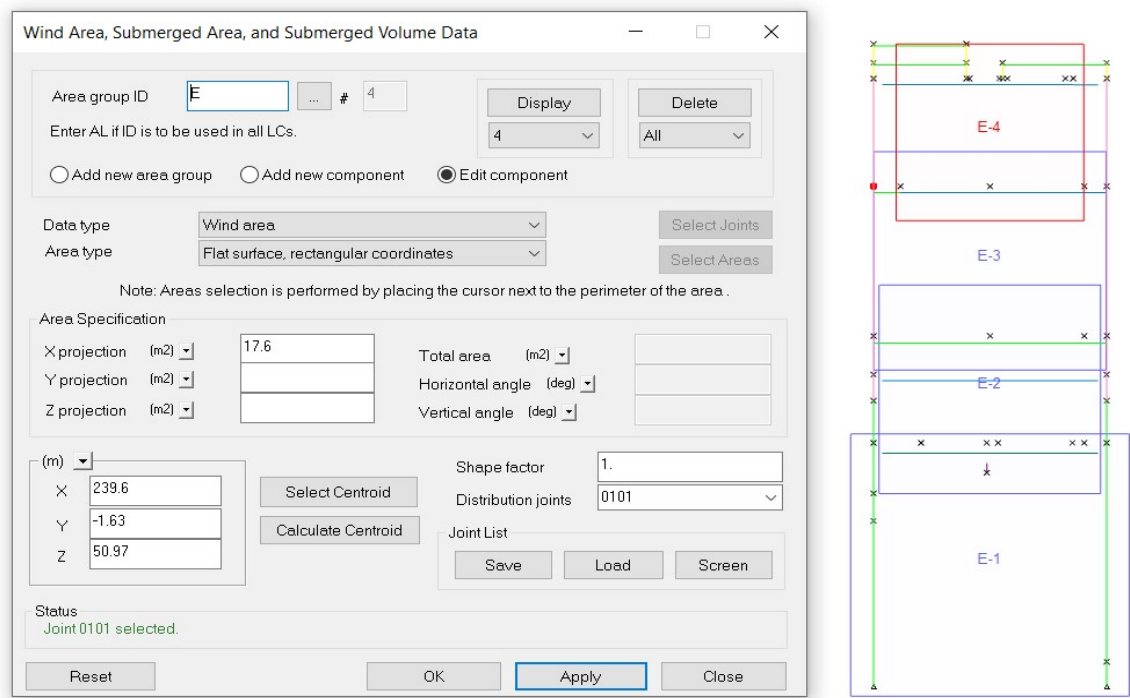 Wind Area, Submerged Area, and Submerged Volume Data
Area group ID E ... # 4
Display Delete
Enter AL if ID is to be used in all LCs.
4 All
Add new area group Add new component Edit component
Data type Wind area Select Joints
Area type Flat surface, rectangular coordinates Select Areas
Note: Areas selection is performed by placing the cursor next to the perimeter of the area .
Area Specification
X projection (m2) 17.6 Total area (m2)
Y projection (m2) Horizontal angle (deg)
Z projection (m2) Vertical angle (deg)
(m)
X 239.6
Y -1.63
Z 50.97
Select Centroid
Calculate Centroid
Shape factor 1.
Distribution joints 0101
Joint List
Save Load Screen
Status
Joint 0101 selected.
Reset OK Apply Close
E-4
E-3
E-2
E-1